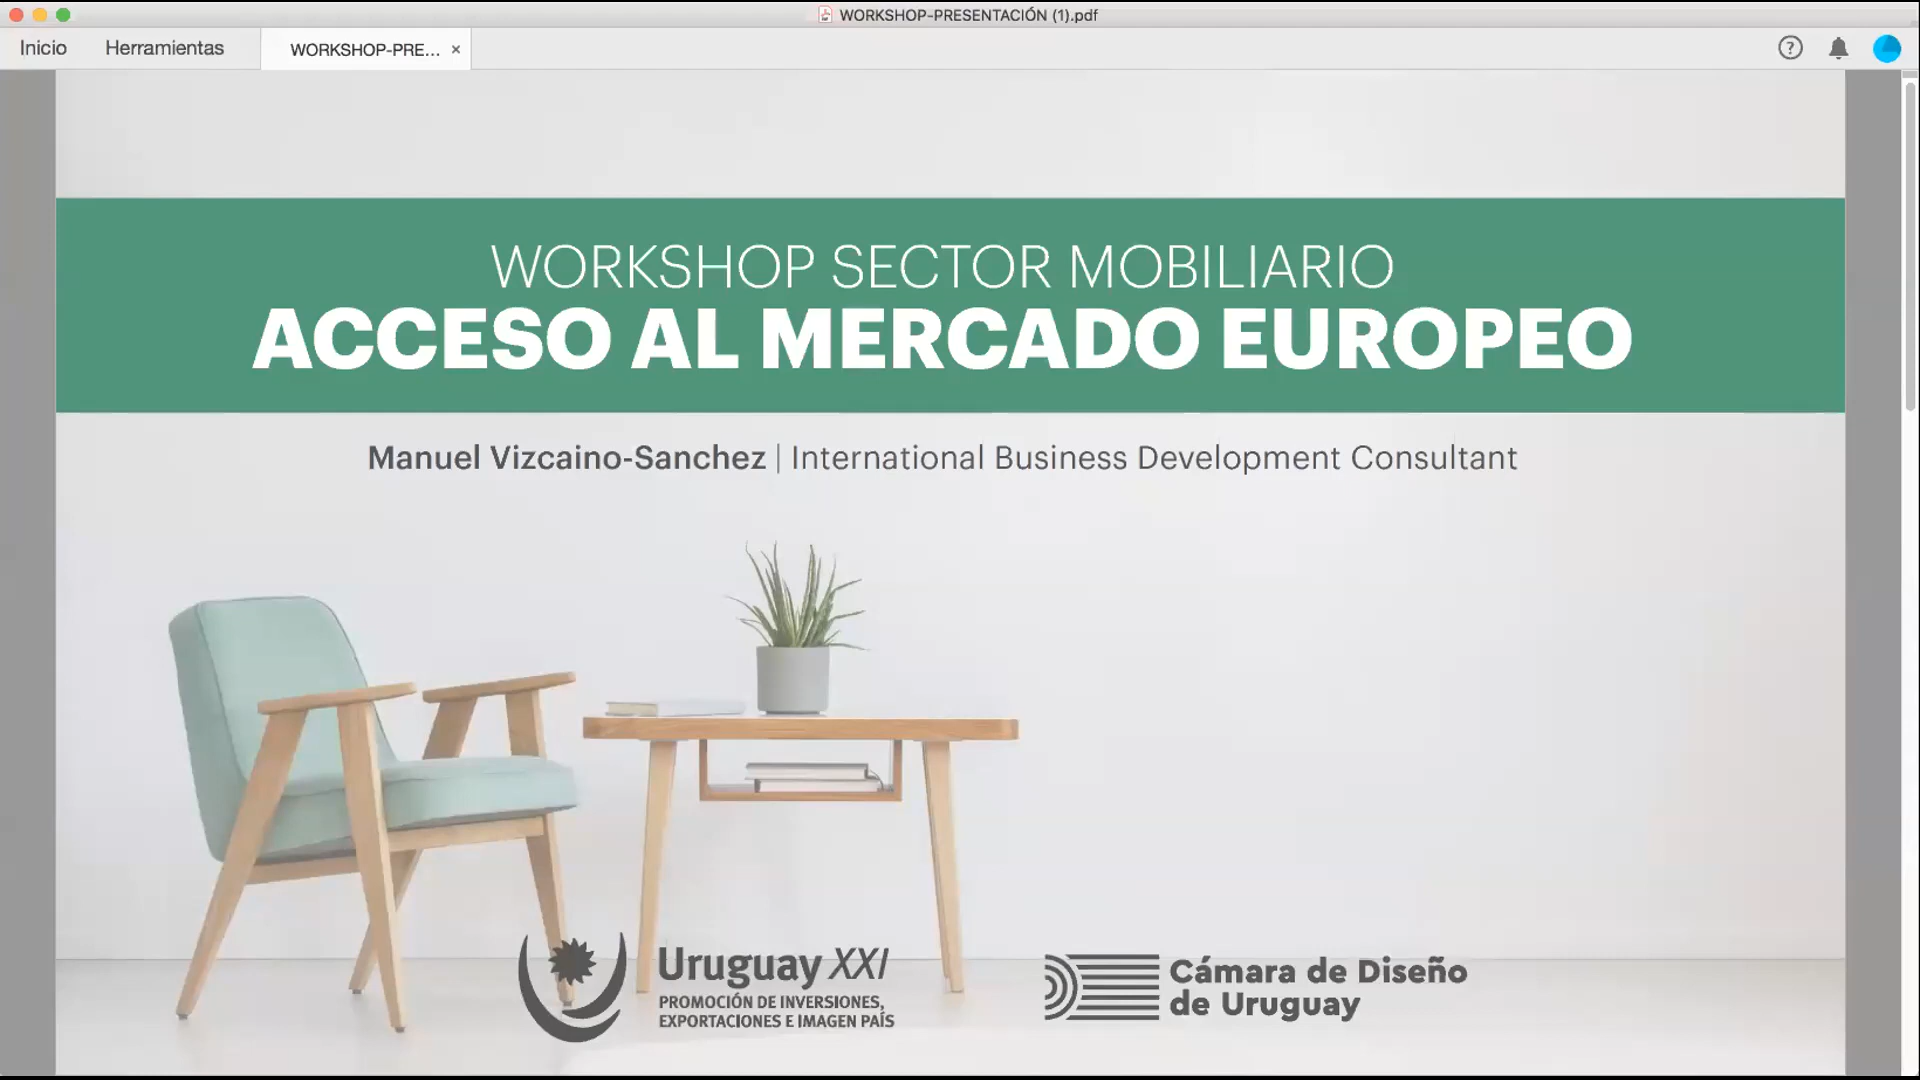 WORKSHOP-PRESENTACIÓN (1).pdf
Inicio
Herramientas
WORKSHOP-PRE... ×
?
WORKSHOP SECTOR MOBILIARIO
ACCESO AL MERCADO EUROPEO
Manuel Vizcaino-Sanchez | International Business Development Consultant
Uruguay XXI
PROMOCIÓN DE INVERSIONES,
EXPORTACIONES E IMAGEN PAÍS
Cámara de Diseño
de Uruguay